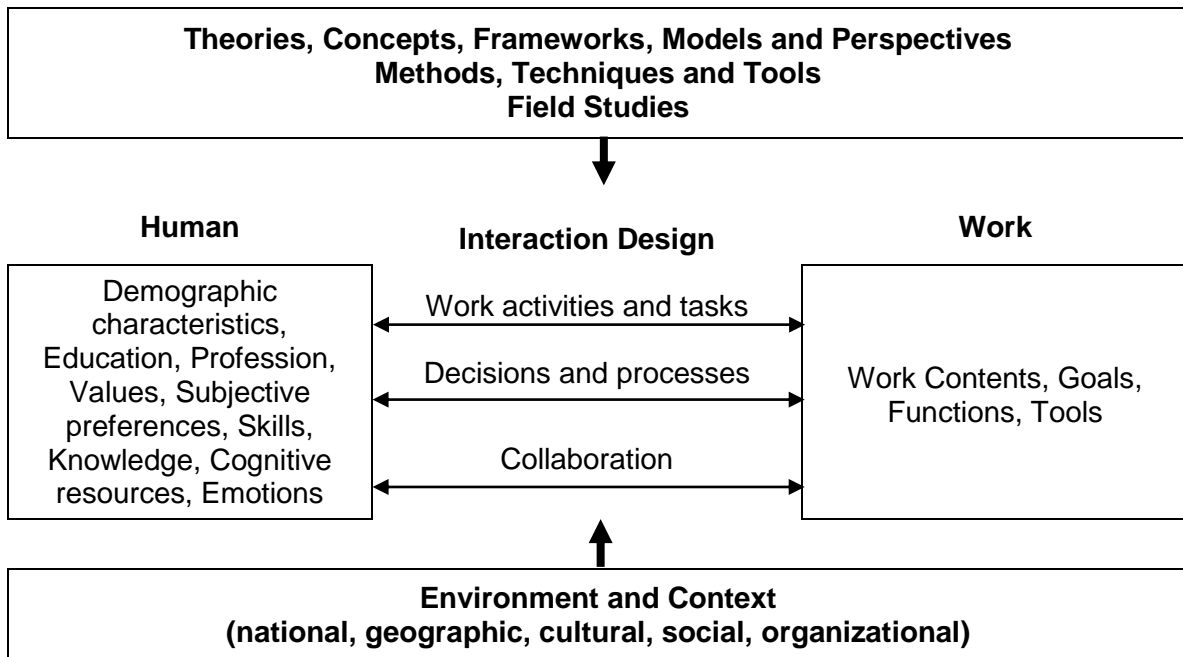 Theories, Concepts, Frameworks, Models and Perspectives
Methods, Techniques and Tools
Field Studies
Human
Interaction Design
Work
Demographic
characteristics,
Education, Profession,
Values, Subjective
preferences, Skills,
Knowledge, Cognitive
resources, Emotions
Work activities and tasks
Decisions and processes
Collaboration
Work Contents, Goals,
Functions, Tools
Environment and Context
(national, geographic, cultural, social, organizational)